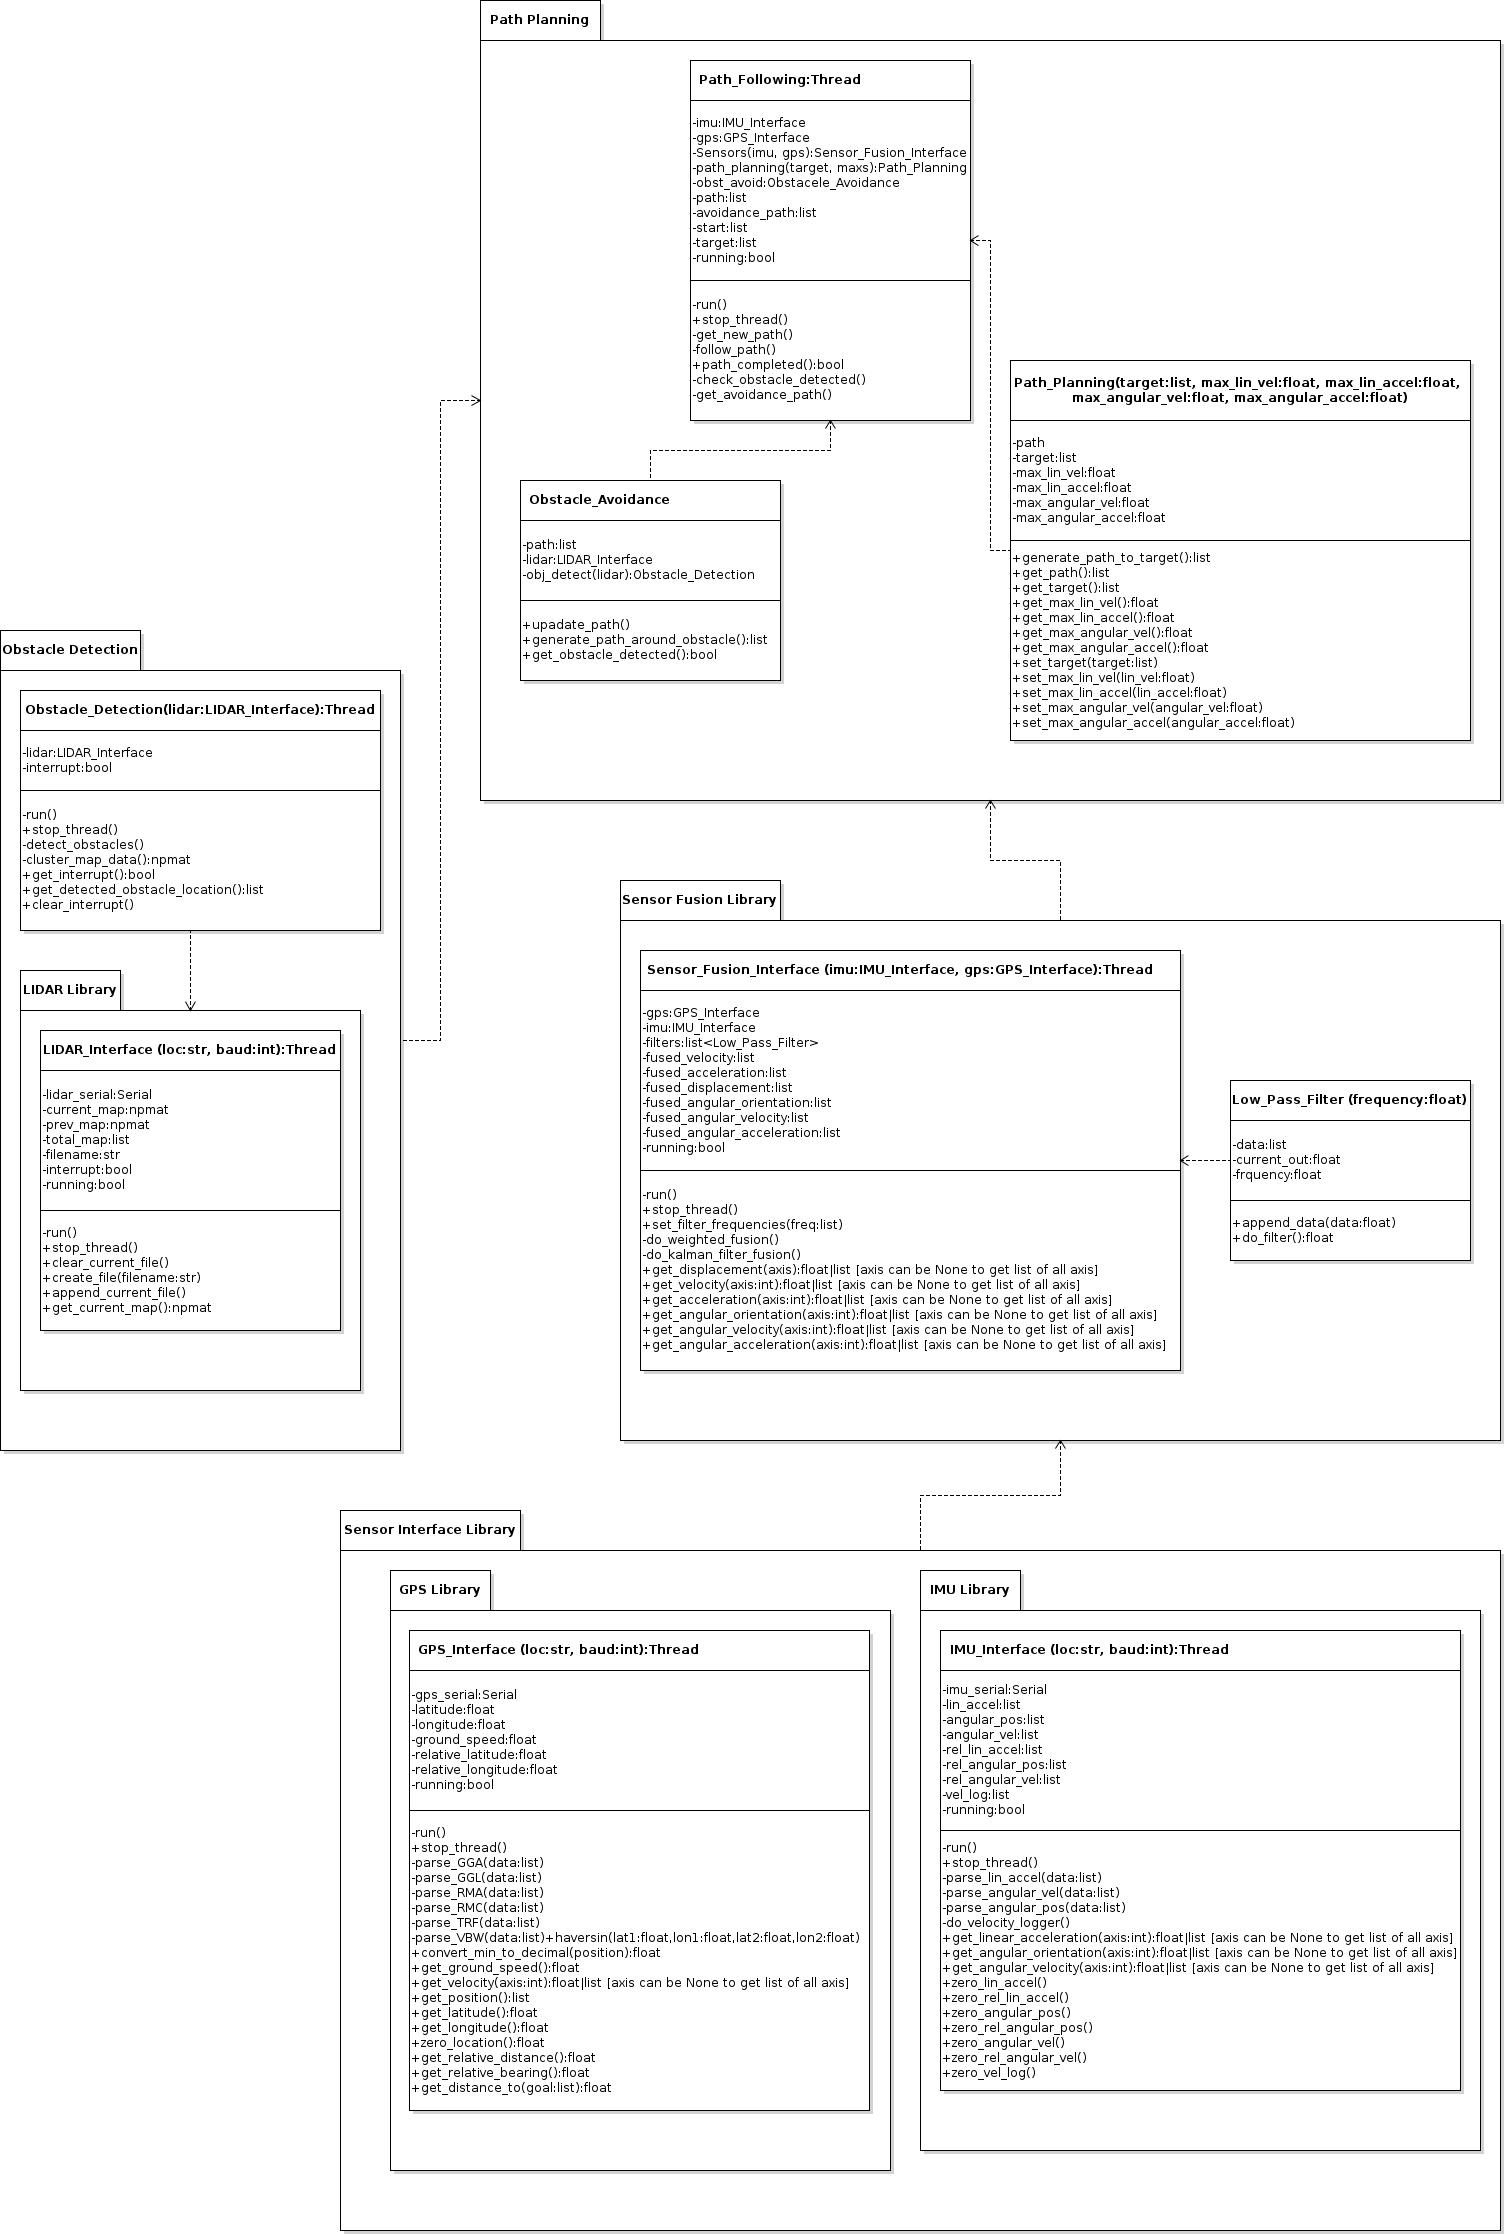 Path Planning
Path_Following:Thread
-imu:IMU_Interface
-gps:GPS_Interface
-Sensors(imu, gps):Sensor_Fusion_Interface
-path_planning(target, maxs):Path_Planning
-obst_avoid:Obstacele_Avoidance
-path:list
-avoidance_path:list
-start:list
-target:list
-running:bool
-run()
+stop_thread()
-get_new_path()
-follow_path()
+path_completed():bool
-check_obstacle_detected()
-get_avoidance_path()
Path_Planning(target:list, max_lin_vel:float, max_lin_accel:float,
max_angular_vel:float, max_angular_accel:float)
-path
-target:list
-max_lin_vel:float
-max_lin_accel:float
-max_angular_vel:float
-max_angular_accel:float
+generate_path_to_target():list
+get_path():list
+get_target():list
+get_max_lin_vel():float
+get_max_lin_accel():float
+get_max_angular_vel():float
+get_max_angular_accel():float
+set_target(target:list)
+set_max_lin_vel(lin_vel:float)
+set_max_lin_accel(lin_accel:float)
+set_max_angular_vel(angular_vel:float)
+set_max_angular_accel(angular_accel:float)
Obstacle_Avoidance
-path:list
-lidar:LIDAR_Interface
-obj_detect(lidar):Obstacle_Detection
+upadate_path()
+generate_path_around_obstacle():list
+get_obstacle_detected():bool
Obstacle Detection
Obstacle_Detection(lidar:LIDAR_Interface):Thread
-lidar:LIDAR_Interface
-interrupt:bool
-run()
+stop_thread()
-detect_obstacles()
-cluster_map_data():npmat
+get_interrupt():bool
+get_detected_obstacle_location():list
+clear_interrupt()
LIDAR Library
LIDAR_Interface (loc:str, baud:int):Thread
-lidar_serial:Serial
-current_map:npmat
-prev_map:npmat
-total_map:list
-filename:str
-interrupt:bool
-running:bool
-run()
+stop_thread()
+clear_current_file()
+create_file(filename:str)
+append_current_file()
+get_current_map():npmat
Sensor Fusion Library
Sensor_Fusion_Interface (imu:IMU_Interface, gps:GPS_Interface):Thread
-gps:GPS_Interface
-imu:IMU_Interface
-filters:list<Low_Pass_Filter>
-fused_velocity:list
-fused_acceleration:list
-fused_displacement:list
-fused_angular_orientation:list
-fused_angular_velocity:list
-fused_angular_acceleration:list
-running:bool
-run()
+stop_thread()
+set_filter_frequencies(freq:list)
-do_weighted_fusion()
-do_kalman_filter_fusion()
+get_displacement(axis):float|list [axis can be None to get list of all axis]
+get_velocity(axis:int):float|list [axis can be None to get list of all axis]
+get_acceleration(axis:int):float|list [axis can be None to get list of all axis]
+get_angular_orientation(axis:int):float|list [axis can be None to get list of all axis]
+get_angular_velocity(axis:int):float|list [axis can be None to get list of all axis]
+get_angular_acceleration(axis:int):float|list [axis can be None to get list of all axis]
Low_Pass_Filter (frequency:float)
-data:list
-current_out:float
-frquency:float
+append_data(data:float)
+do_filter():float
Sensor Interface Library
GPS Library
GPS_Interface (loc:str, baud:int):Thread
-gps_serial:Serial
-latitude:float
-longitude:float
-ground_speed:float
-relative_latitude:float
-relative_longitude:float
-running:bool
-run()
+stop_thread()
-parse_GGA(data:list)
-parse_GGL(data:list)
-parse_RMA(data:list)
-parse_RMC(data:list)
-parse_TRF(data:list)
-parse_VBW(data:list)+haversin(lat1:float,lon1:float,lat2:float,lon2:float)
+convert_min_to_decimal(position):float
+get_ground_speed():float
+get_velocity(axis:int):float|list [axis can be None to get list of all axis]
+get_position():list
+get_latitude():float
+get_longitude():float
+zero_location():float
+get_relative_distance():float
+get_relative_bearing():float
+get_distance_to(goal:list):float
IMU Library
IMU_Interface (loc:str, baud:int):Thread
-imu_serial:Serial
-lin_accel:list
-angular_pos:list
-angular_vel:list
-rel_lin_accel:list
-rel_angular_pos:list
-rel_angular_vel:list
-vel_log:list
-running:bool
-run()
+stop_thread()
-parse_lin_accel(data:list)
-parse_angular_vel(data:list)
-parse_angular_pos(data:list)
-do_velocity_logger()
+get_linear_acceleration(axis:int):float|list [axis can be None to get list of all axis]
+get_angular_orientation(axis:int):float|list [axis can be None to get list of all axis]
+get_angular_velocity(axis:int):float|list [axis can be None to get list of all axis]
+zero_lin_accel()
+zero_rel_lin_accel()
+zero_angular_pos()
+zero_rel_angular_pos()
+zero_angular_vel()
+zero_rel_angular_vel()
+zero_vel_log()